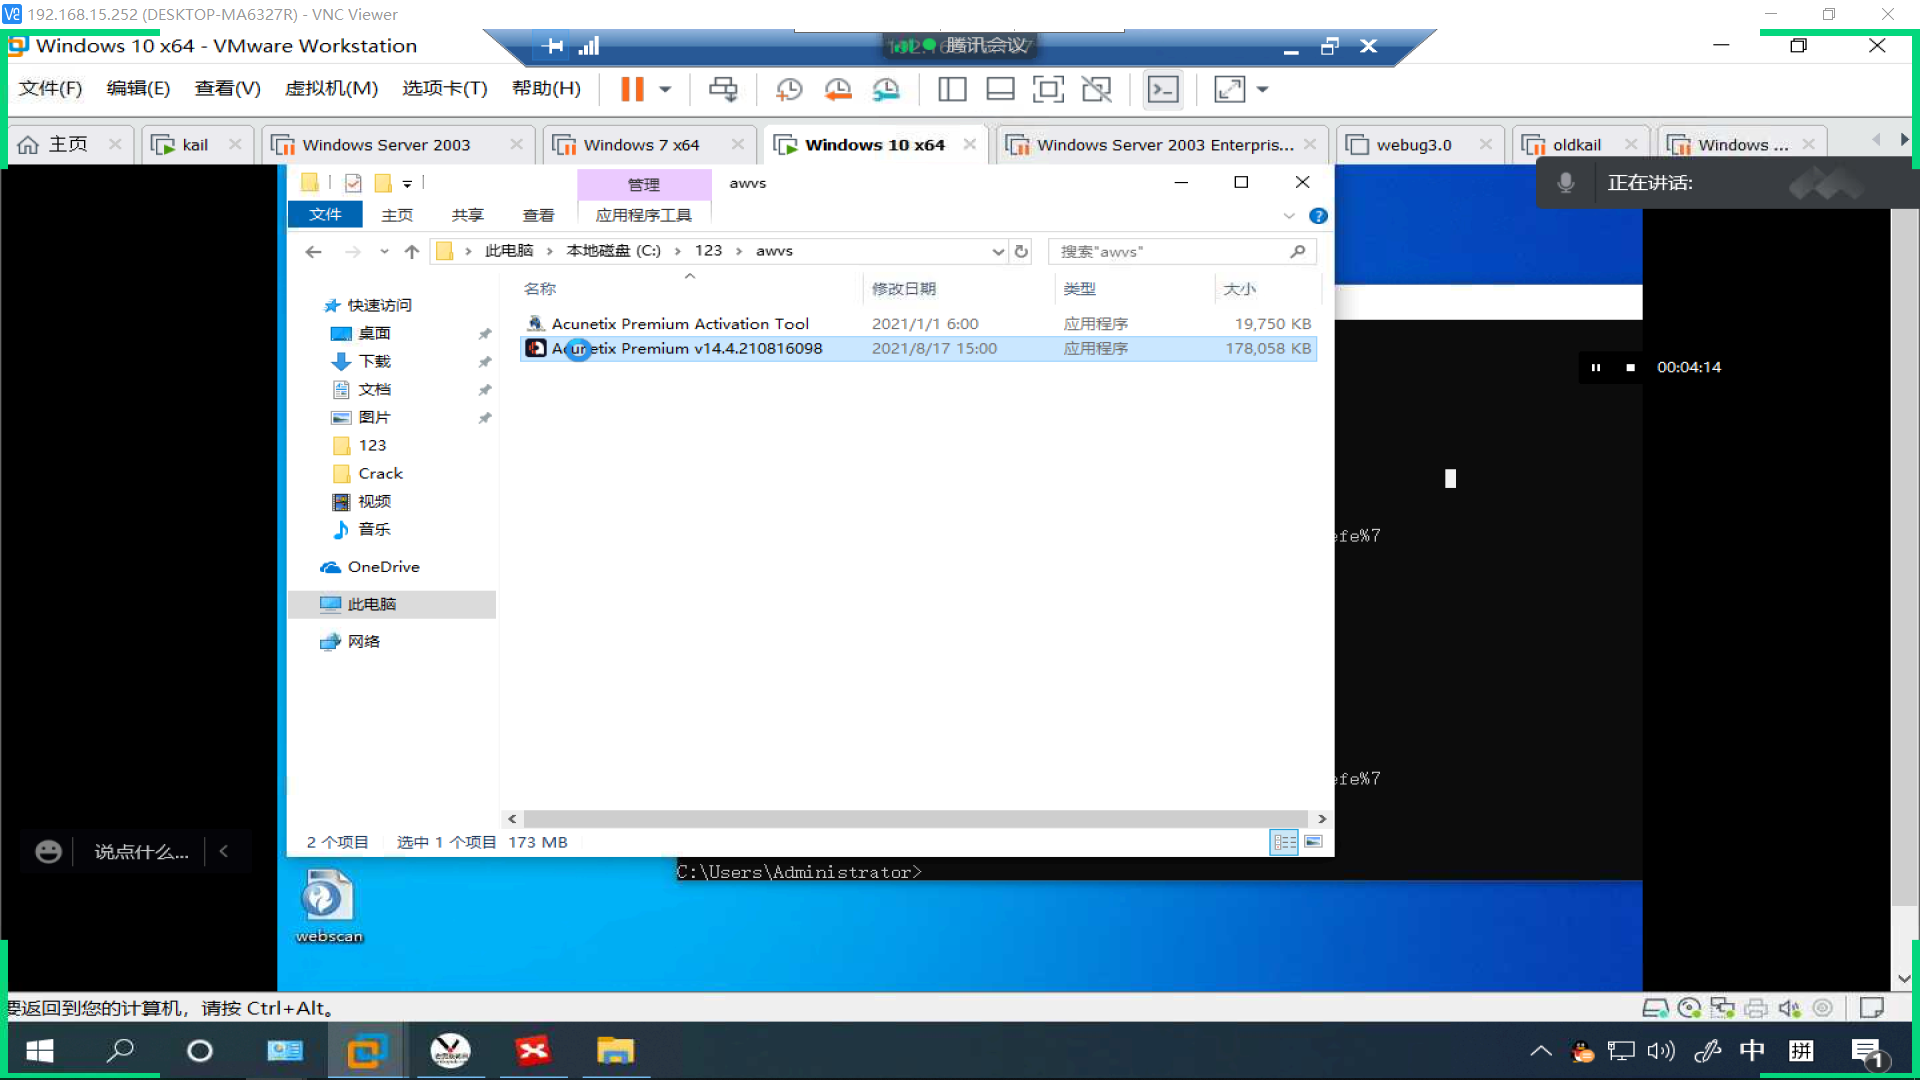 192.168.15.252 (DESKTOP-MA6327R) - VNC Viewer
Windows 10 x64 - VMware Workstation
腾讯会议
文件(F) 编辑(E) 查看(V) 虚拟机(M) 选项卡(T) 帮助(H)
主页 kail Windows Server 2003 Windows 7 x64 Windows 10 x64 Windows Server 2003 Enterpris... webug3.0 oldkail Windows ...
正在讲话:
管理 awvs
文件 主页 共享 查看 应用程序工具
此电脑 本地磁盘 (C:) 123 awvs 搜索"awvs"
名称 修改日期 类型 大小
Acunetix Premium Activation Tool 2021/1/1 6:00 应用程序 19,750 KB
Acunetix Premium v14.4.210816098 2021/8/17 15:00 应用程序 178,058 KB
快速访问
桌面
下载
文档
图片
123
Crack
视频
音乐
OneDrive
此电脑
网络
00:04:14
efe%7
efe%7
2 个项目 选中 1 个项目 173 MB
说点什么...
C:\Users\Administrator>
webscan
要返回到您的计算机，请按 Ctrl+Alt。
中 拼 1